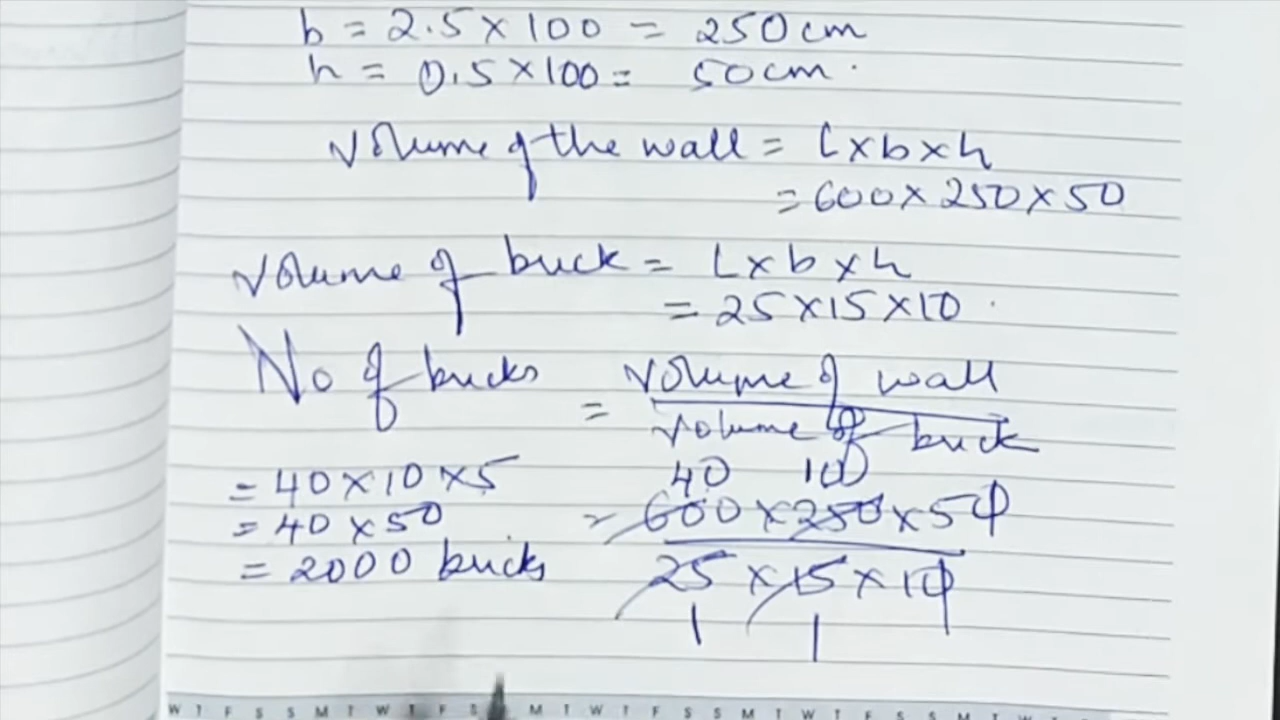 b = 2.5 × 100 = 250 cm
h = 0.5 × 100 = 50 cm.
Volume of the wall = l × b × h
= 600 × 250 × 50
Volume of brick = l × b × h
= 25 × 15 × 10
No of bricks = Volume of wall
Volume of brick
= 40 × 10 × 5
= 40 × 50
= 2000 bricks
40 10
= 600 × 250 × 50
25 × 15 × 10
1 1
W T F S S M T W T F S S M T W T F S S M T W T F S S M T